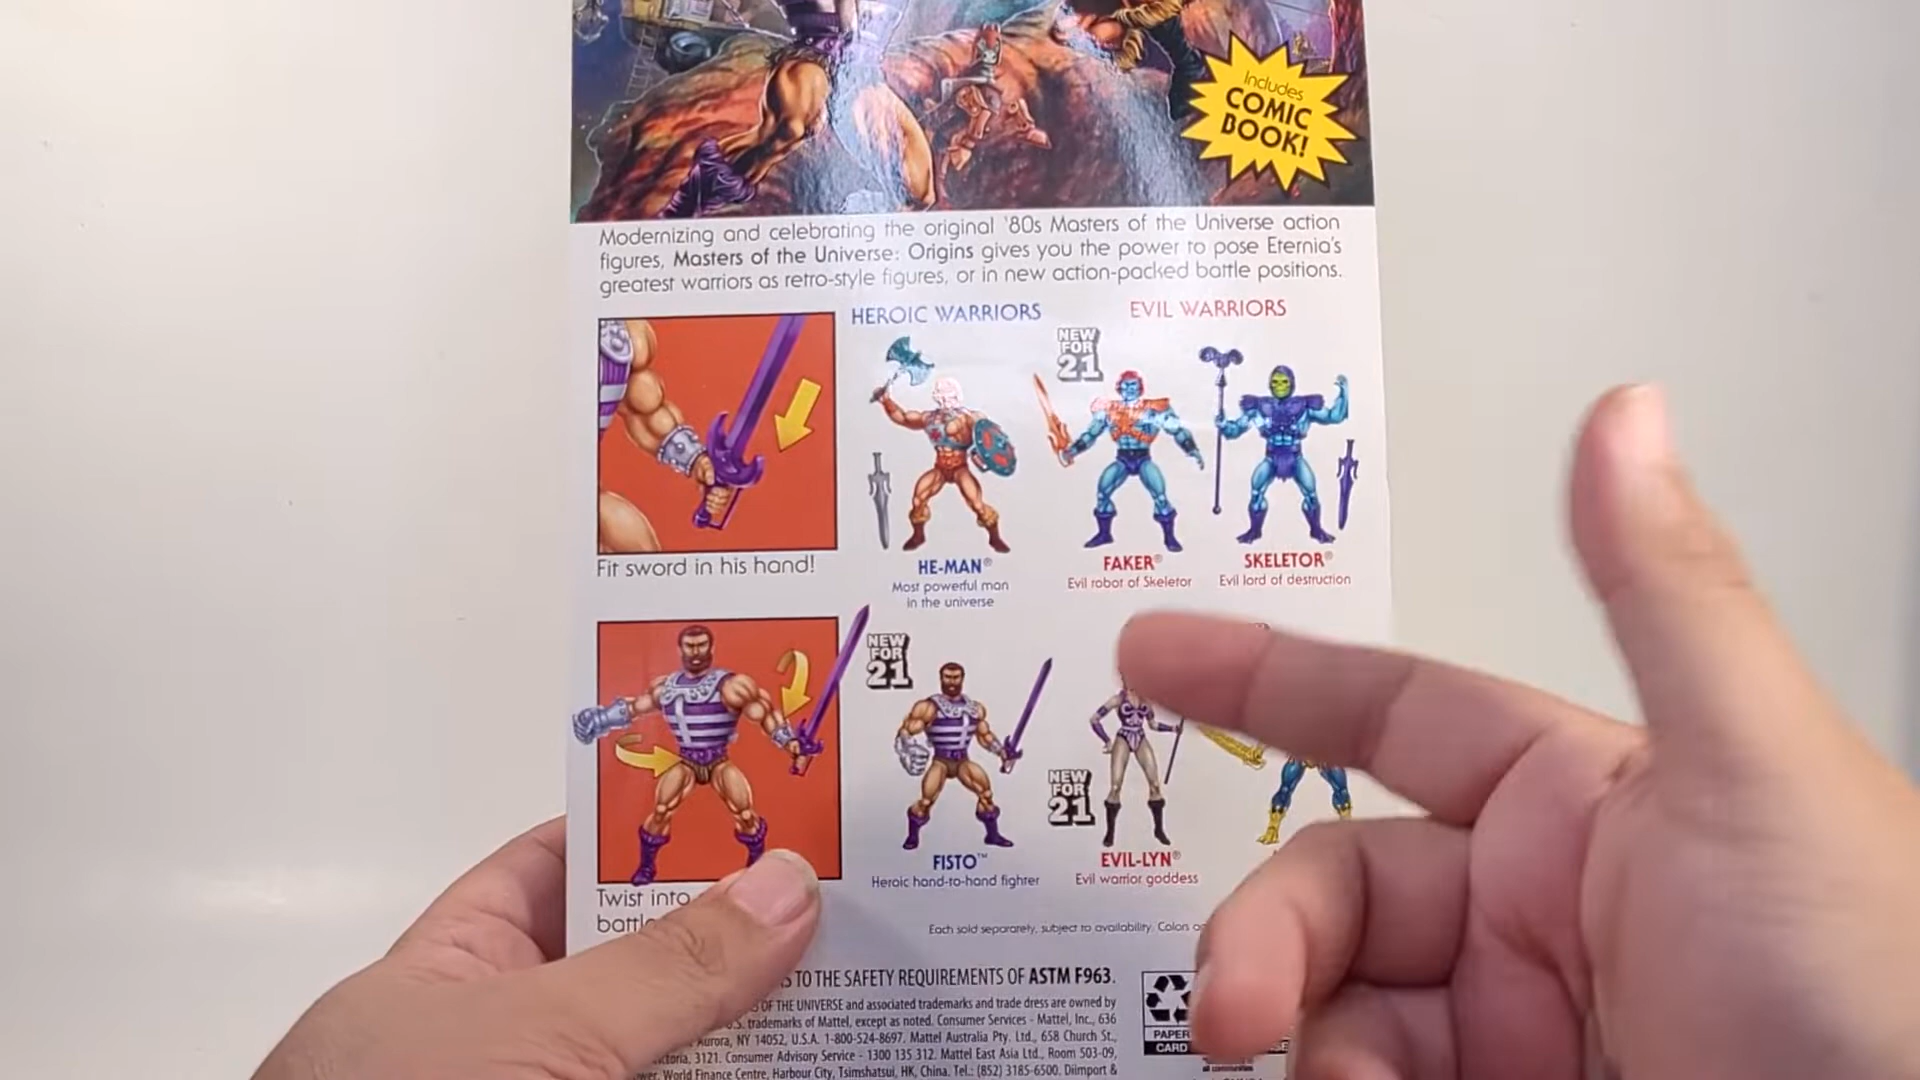 Includes
COMIC
BOOK!
Modernizing and celebrating the original '80s Masters of the Universe action
figures, Masters of the Universe: Origins gives you the power to pose Eternia's
greatest warriors as retro-style figures, or in new action-packed battle positions.
HEROIC WARRIORS
EVIL WARRIORS
NEW
FOR
21
Fit sword in his hand!
HE-MAN®
Most powerful man
in the universe
FAKER®
Evil robot of Skeletor
SKELETOR®
Evil lord of destruction
NEW
FOR
21
NEW
FOR
21
FISTO™
Heroic hand-to-hand fighter
EVIL-LYN®
Evil warrior goddess
Twist into
Each sold separately, subject to availability. Colors
TO THE SAFETY REQUIREMENTS OF ASTM F963.
OF THE UNIVERSE and associated trademarks and trade dress are owned by
U.S. trademarks of Mattel, except as noted. Consumer Services - Mattel, Inc., 636
Aurora, NY 14052, U.S.A. 1-800-524-8697. Mattel Australia Pty. Ltd., 658 Church St.,
3121. Consumer Advisory Service - 1300 135 312. Mattel East Asia Ltd., Room 503-09,
World Finance Centre, Harbour City, Tsimshatsui, HK, China. Tel.: (852) 3185-6500. Diimport &
PAPER
CARD